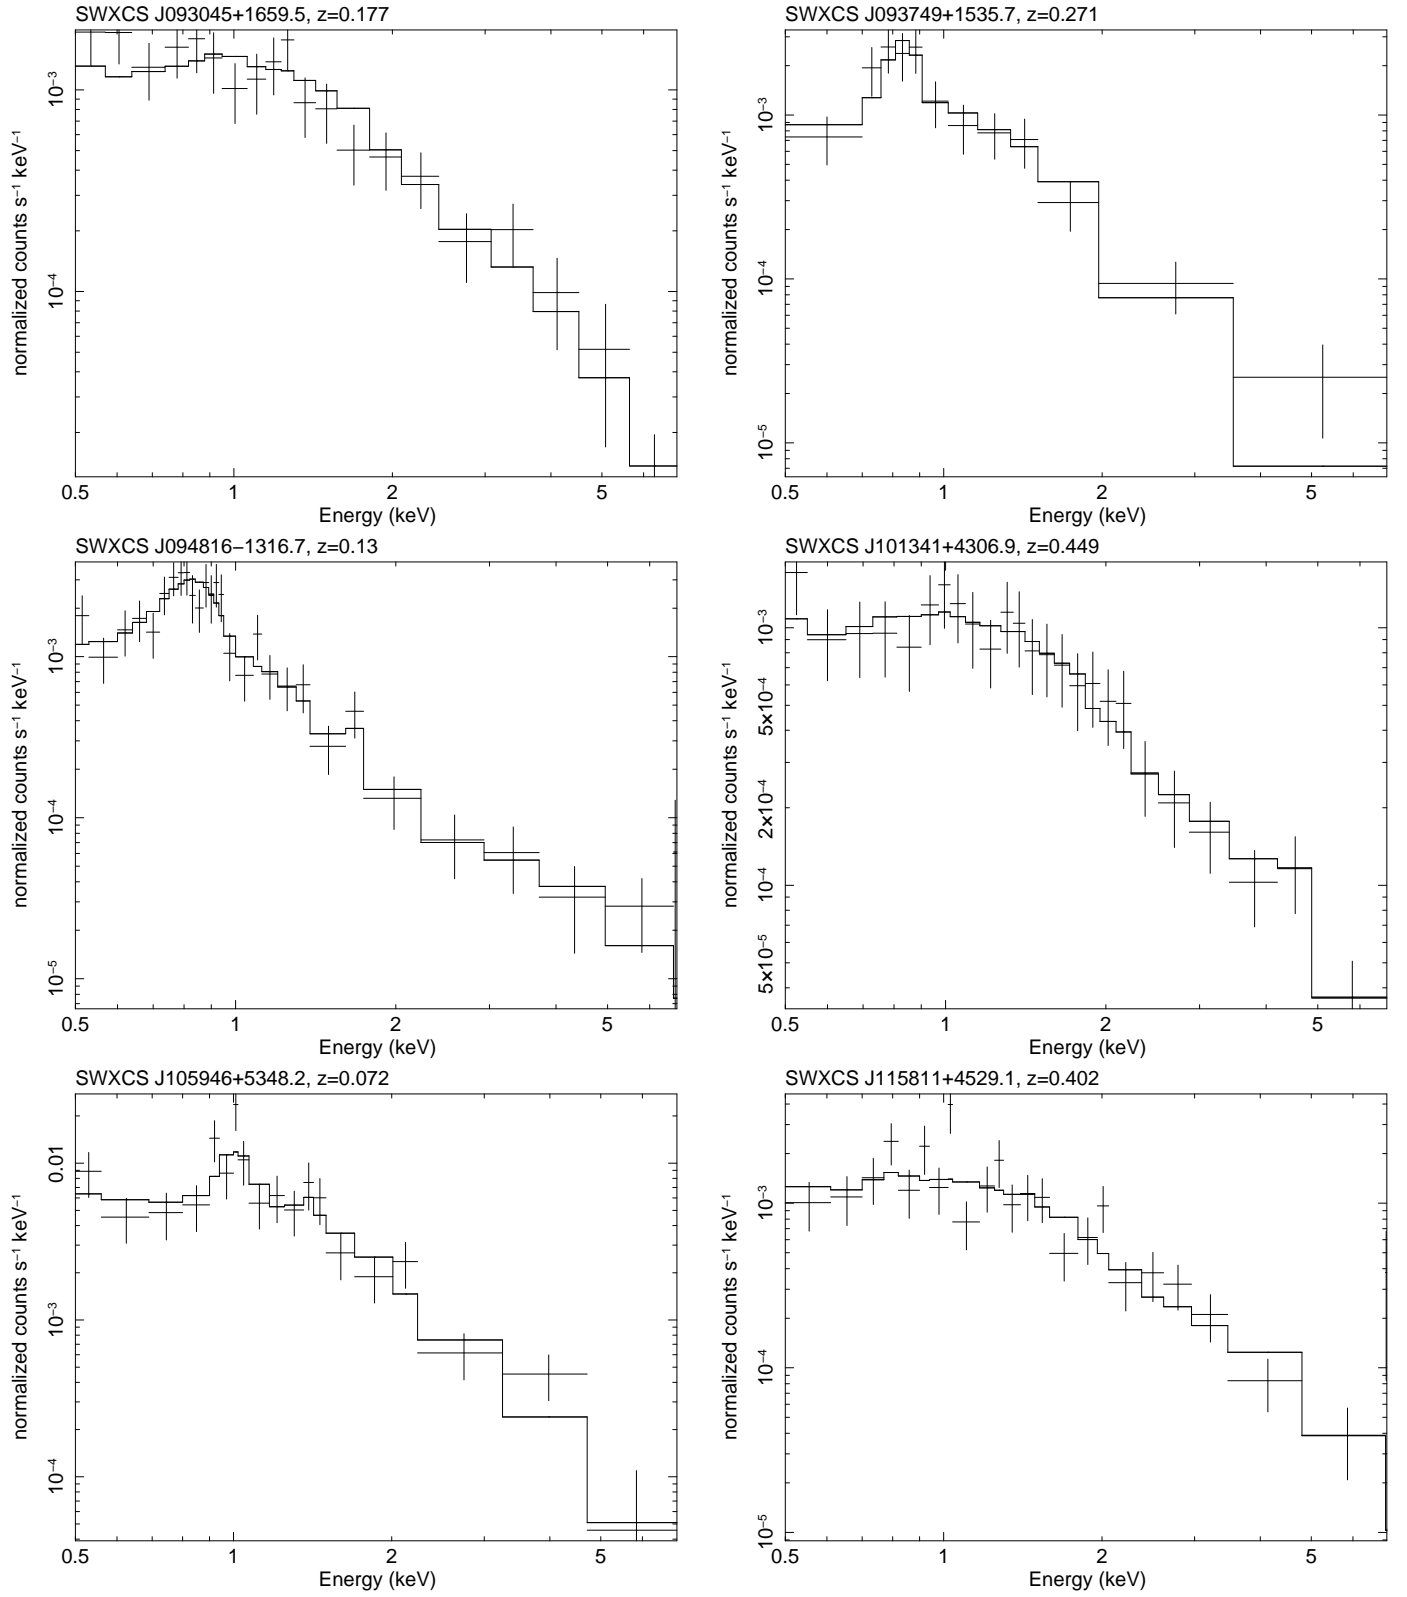 SWXCS J093045+1659.5, z=0.177
normalized counts s⁻¹ keV⁻¹
10⁻³
10⁻⁴
0.5 1 2 5
Energy (keV)
SWXCS J093749+1535.7, z=0.271
normalized counts s⁻¹ keV⁻¹
10⁻³
10⁻⁴
10⁻⁵
0.5 1 2 5
Energy (keV)
SWXCS J094816−1316.7, z=0.13
normalized counts s⁻¹ keV⁻¹
10⁻³
10⁻⁴
10⁻⁵
0.5 1 2 5
Energy (keV)
SWXCS J101341+4306.9, z=0.449
normalized counts s⁻¹ keV⁻¹
10⁻³
5×10⁻⁴
2×10⁻⁴
10⁻⁴
5×10⁻⁵
0.5 1 2 5
Energy (keV)
SWXCS J105946+5348.2, z=0.072
normalized counts s⁻¹ keV⁻¹
0.01
10⁻³
10⁻⁴
0.5 1 2 5
Energy (keV)
SWXCS J115811+4529.1, z=0.402
normalized counts s⁻¹ keV⁻¹
10⁻³
10⁻⁴
10⁻⁵
0.5 1 2 5
Energy (keV)